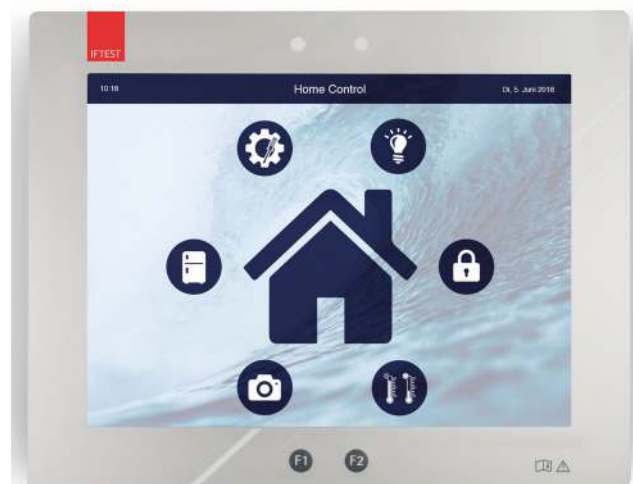 IFTEST
10:18
Home Control
Di, 5. Juni 2018
F1
F2